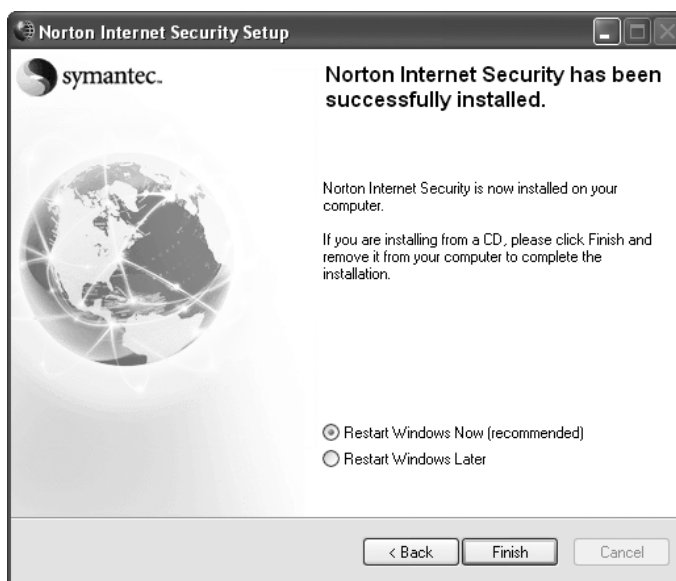 Norton Internet Security Setup
symantec.
Norton Internet Security has been
successfully installed.
Norton Internet Security is now installed on your
computer.
If you are installing from a CD, please click Finish and
remove it from your computer to complete the
installation.
Restart Windows Now (recommended)
Restart Windows Later
< Back
Finish
Cancel